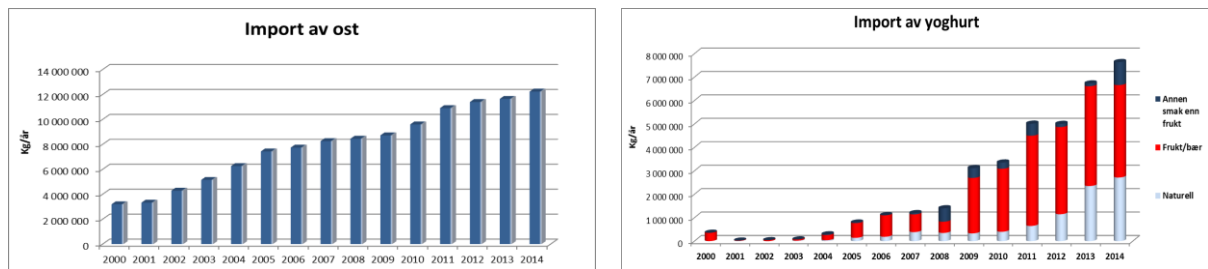 Import av ost
Kg/år
14 000 000
12 000 000
10 000 000
8 000 000
6 000 000
4 000 000
2 000 000
0
2000 2001 2002 2003 2004 2005 2006 2007 2008 2009 2010 2011 2012 2013 2014
Import av yoghurt
Kg/år
8 000 000
7 000 000
6 000 000
5 000 000
4 000 000
3 000 000
2 000 000
1 000 000
0
2000 2001 2002 2003 2004 2005 2006 2007 2008 2009 2010 2011 2012 2013 2014
Annen
smak enn
frukt
Frukt/bær
Naturell